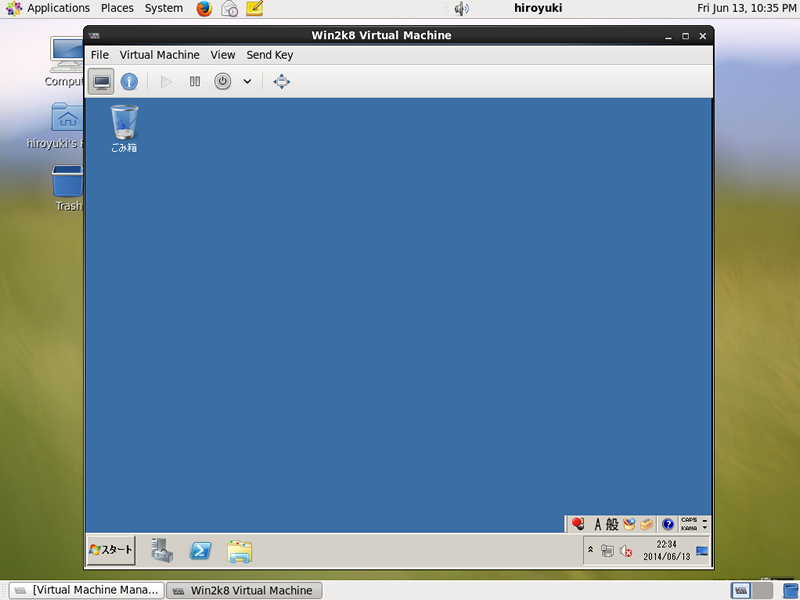 Applications Places System hiroyuki Fri Jun 13, 10:35 PM
Win2k8 Virtual Machine
File Virtual Machine View Send Key
ごみ箱
Comput
hiroyuki's
Trash
A 般 CAPS
KANA
スタート
22:34
2014/06/13
[Virtual Machine Mana... Win2k8 Virtual Machine